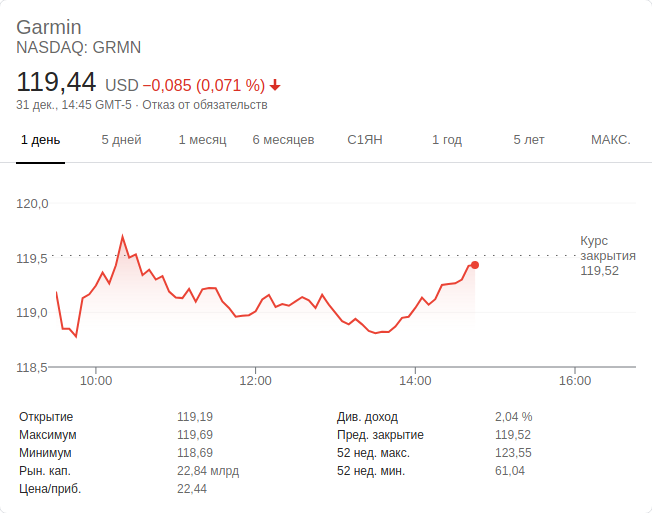 Garmin
NASDAQ: GRMN
119,44 USD −0,085 (0,071 %)
31 дек., 14:45 GMT-5 · Отказ от обязательств
1 день 5 дней 1 месяц 6 месяцев С1ЯН 1 год 5 лет МАКС.
120,0
119,5
119,0
118,5
Курс
закрытия
119,52
10:00 12:00 14:00 16:00
Открытие 119,19 Див. доход 2,04 %
Максимум 119,69 Пред. закрытие 119,52
Минимум 118,69 52 нед. макс. 123,55
Рын. кап. 22,84 млрд 52 нед. мин. 61,04
Цена/приб. 22,44